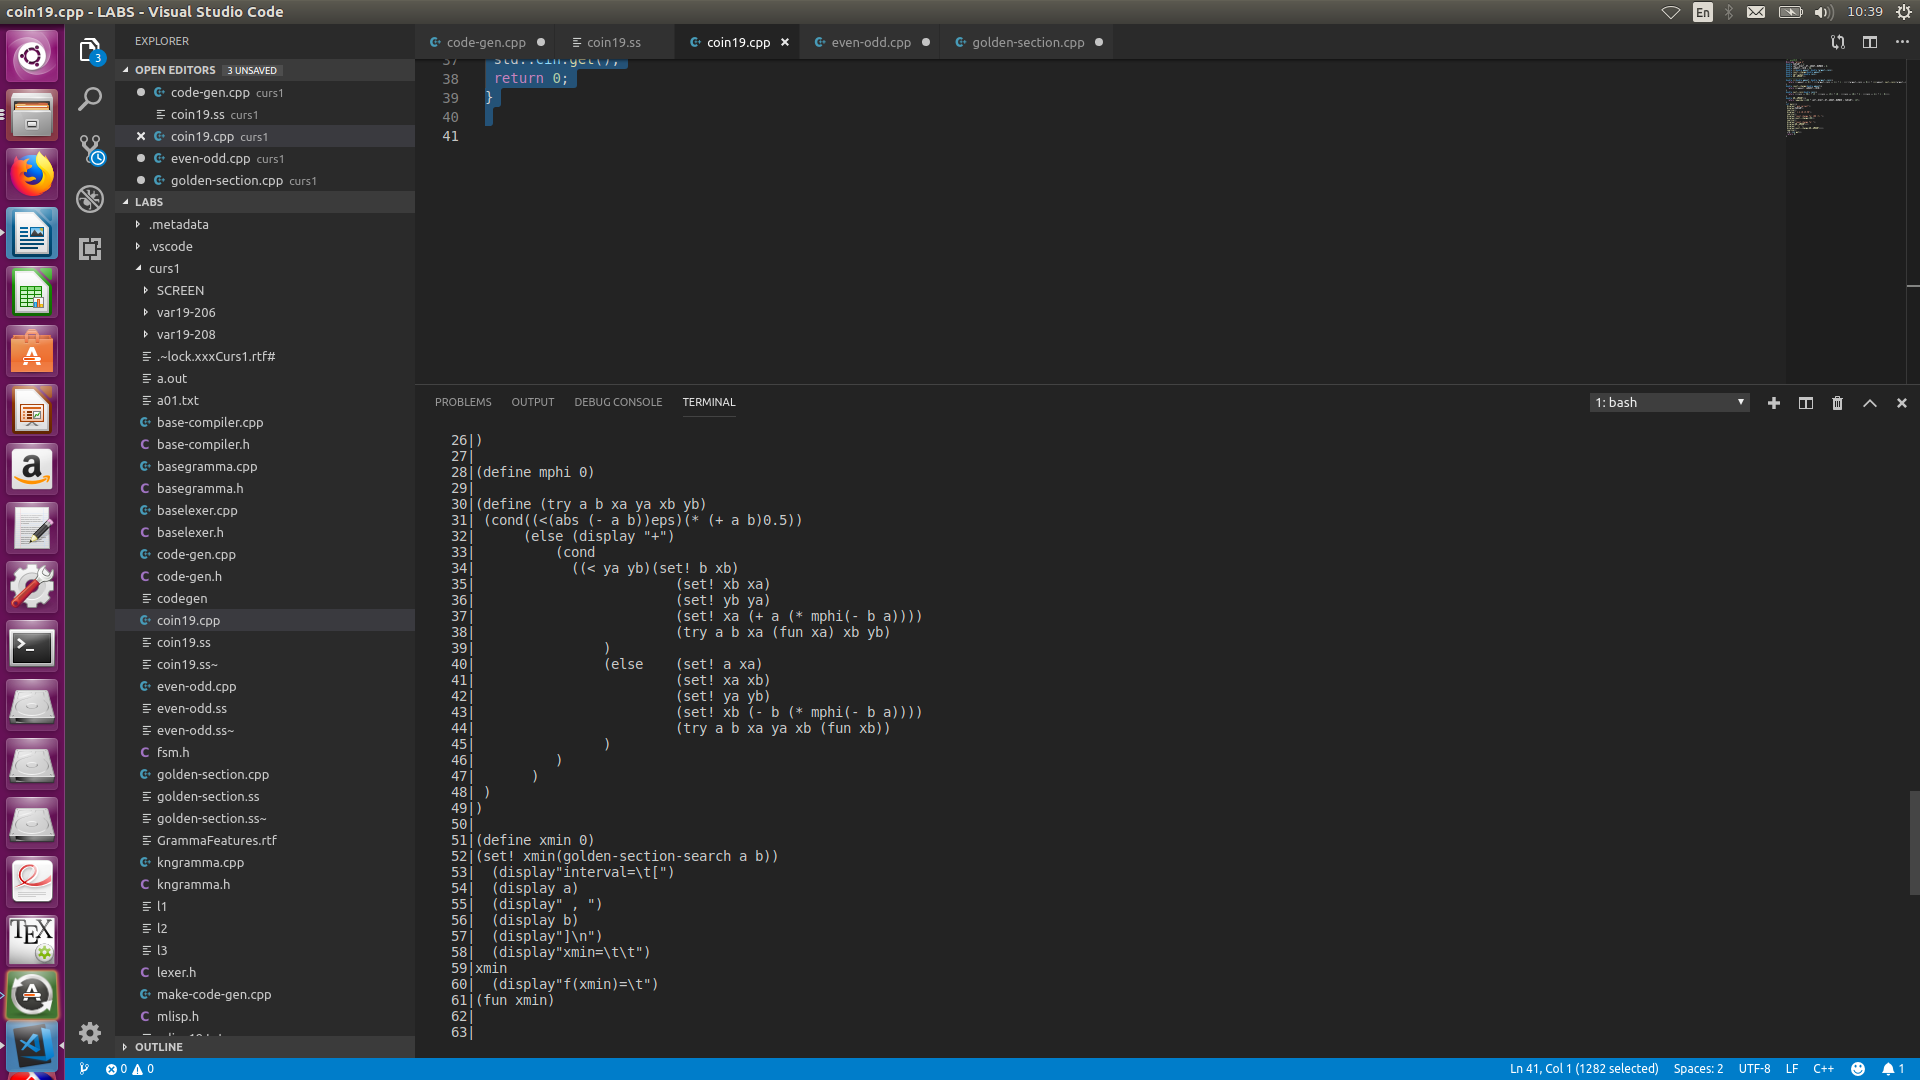 coin19.cpp - LABS - Visual Studio Code
En
10:39
EXPLORER
OPEN EDITORS 3 UNSAVED
code-gen.cpp curs1
coin19.ss curs1
coin19.cpp curs1
even-odd.cpp curs1
golden-section.cpp curs1
LABS
.metadata
.vscode
curs1
SCREEN
var19-206
var19-208
.~lock.xxxCurs1.rtf#
a.out
a01.txt
base-compiler.cpp
base-compiler.h
basegramma.cpp
basegramma.h
baselexer.cpp
baselexer.h
code-gen.cpp
code-gen.h
codegen
coin19.cpp
coin19.ss
coin19.ss~
even-odd.cpp
even-odd.ss
even-odd.ss~
fsm.h
golden-section.cpp
golden-section.ss
golden-section.ss~
GrammaFeatures.rtf
kngramma.cpp
kngramma.h
l1
l2
l3
lexer.h
make-code-gen.cpp
mlisp.h
OUTLINE
3
code-gen.cpp
coin19.ss
coin19.cpp
even-odd.cpp
golden-section.cpp
37 std::cin.get();
38 return 0;
39 }
40
41
PROBLEMS
OUTPUT
DEBUG CONSOLE
TERMINAL
1: bash
26|)
27|
28|(define mphi 0)
29|
30|(define (try a b xa ya xb yb)
31| (cond((<(abs (- a b))eps)(* (+ a b)0.5))
32|      (else (display "+")
33|          (cond
34|            ((< ya yb)(set! b xb)
35|                         (set! xb xa)
36|                         (set! yb ya)
37|                         (set! xa (+ a (* mphi(- b a))))
38|                         (try a b xa (fun xa) xb yb)
39|                )
40|                (else    (set! a xa)
41|                         (set! xa xb)
42|                         (set! ya yb)
43|                         (set! xb (- b (* mphi(- b a))))
44|                         (try a b xa ya xb (fun xb))
45|                )
46|          )
47|       )
48| )
49|)
50|
51|(define xmin 0)
52|(set! xmin(golden-section-search a b))
53|  (display"interval=\t[")
54|  (display a)
55|  (display" , ")
56|  (display b)
57|  (display"]\n")
58|  (display"xmin=\t\t")
59|xmin
60|  (display"f(xmin)=\t")
61|(fun xmin)
62|
63|
0
0
Ln 41, Col 1 (1282 selected)
Spaces: 2
UTF-8
LF
C++
1